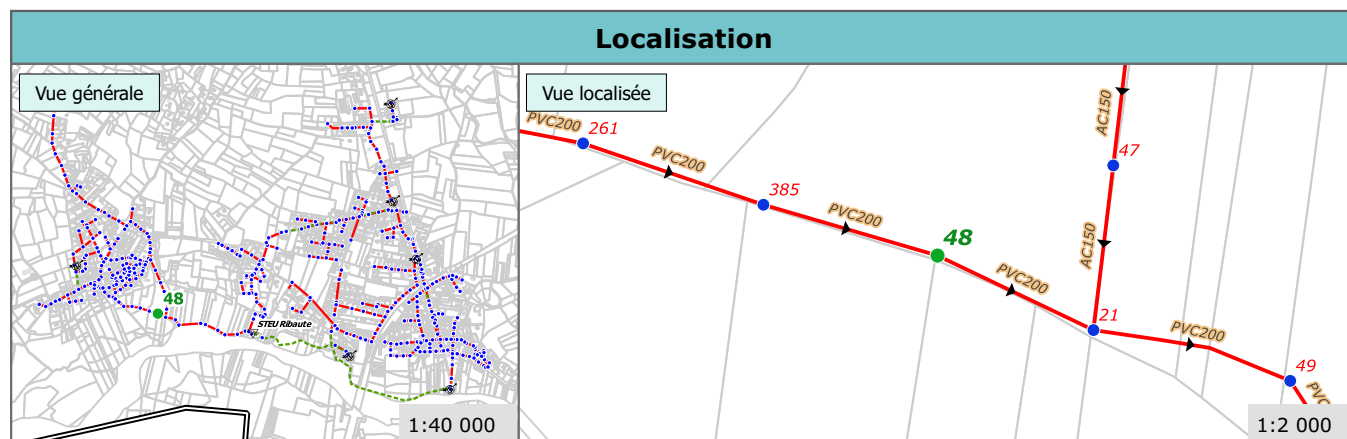 Localisation
Vue générale
48
STEU Ribaute
1:40 000
Vue localisée
PVC200
261
PVC200
385
PVC200
48
PVC200
21
PVC200
49
PVC
AC150
47
AC150
1:2 000